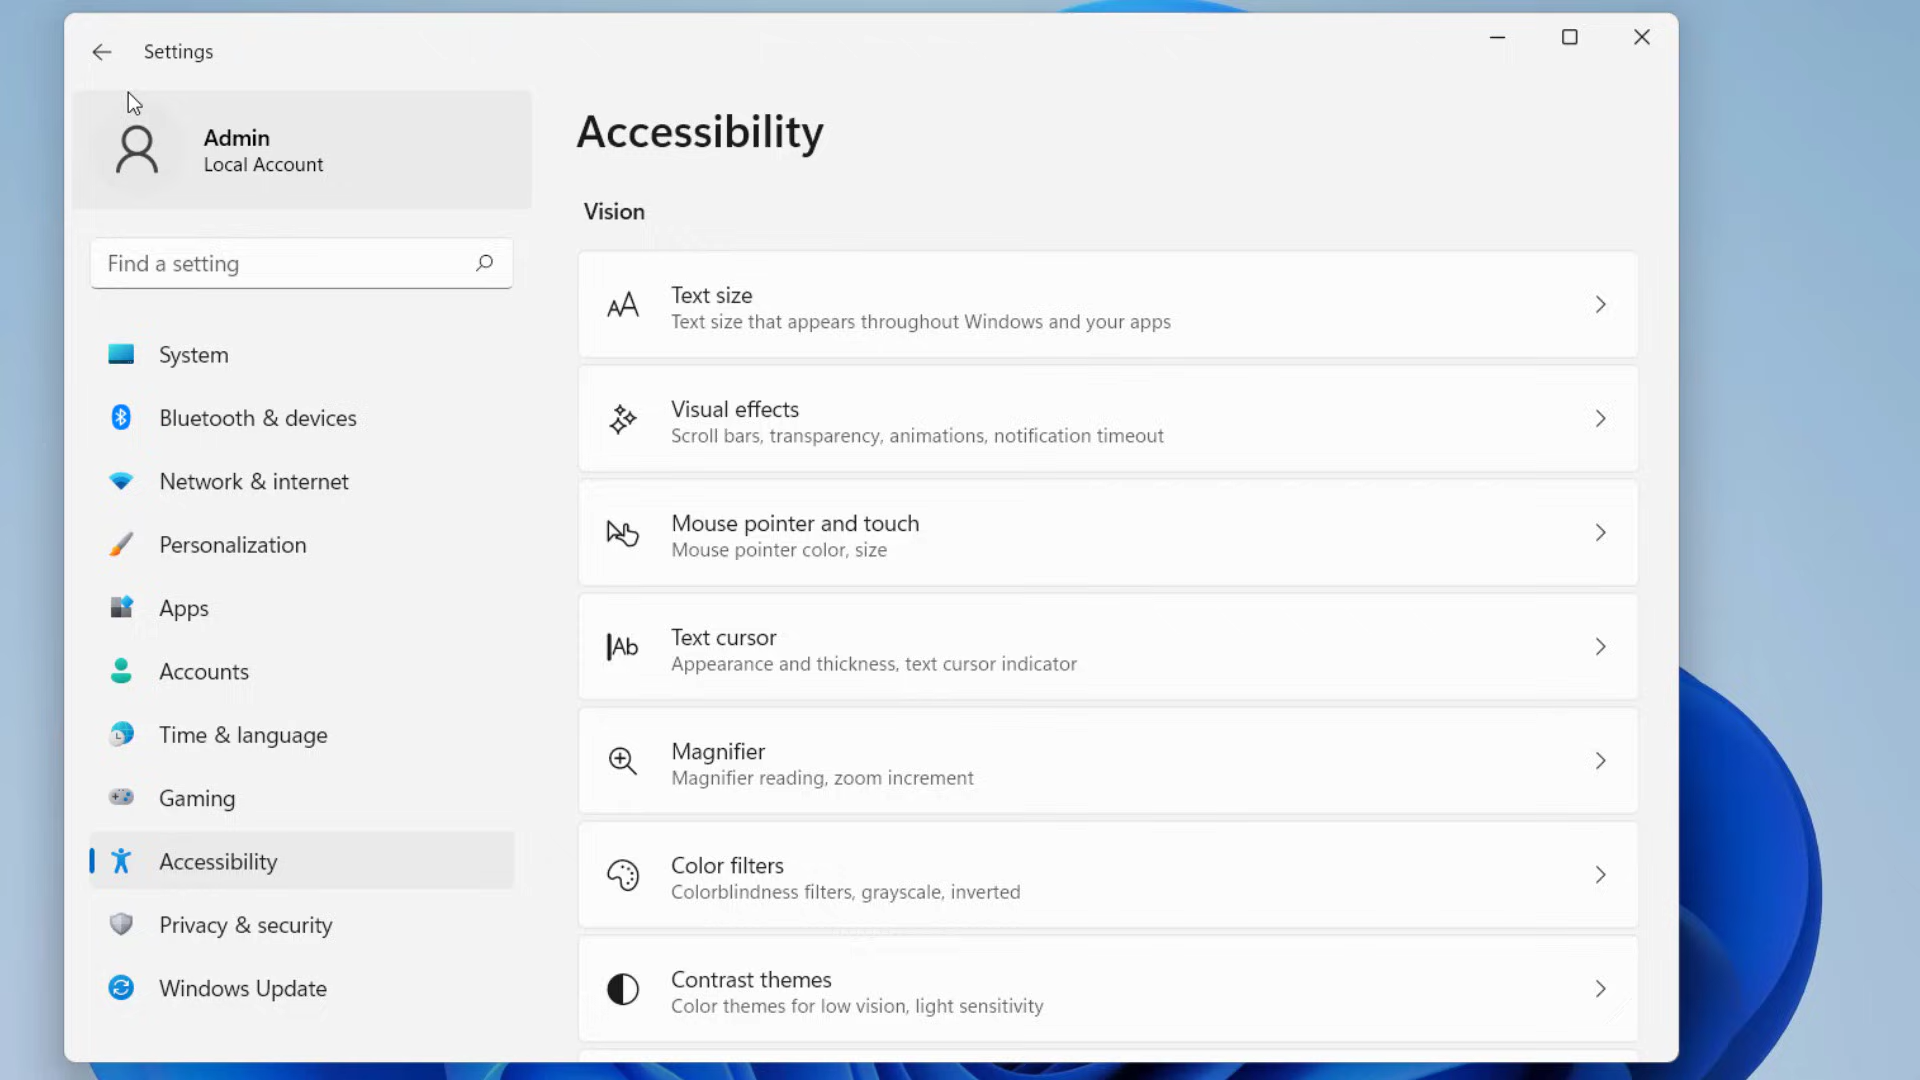 Settings
Admin
Local Account
Find a setting
System
Bluetooth & devices
Network & internet
Personalization
Apps
Accounts
Time & language
Gaming
Accessibility
Privacy & security
Windows Update
Accessibility
Vision
Text size
Text size that appears throughout Windows and your apps
Visual effects
Scroll bars, transparency, animations, notification timeout
Mouse pointer and touch
Mouse pointer color, size
Text cursor
Appearance and thickness, text cursor indicator
Magnifier
Magnifier reading, zoom increment
Color filters
Colorblindness filters, grayscale, inverted
Contrast themes
Color themes for low vision, light sensitivity